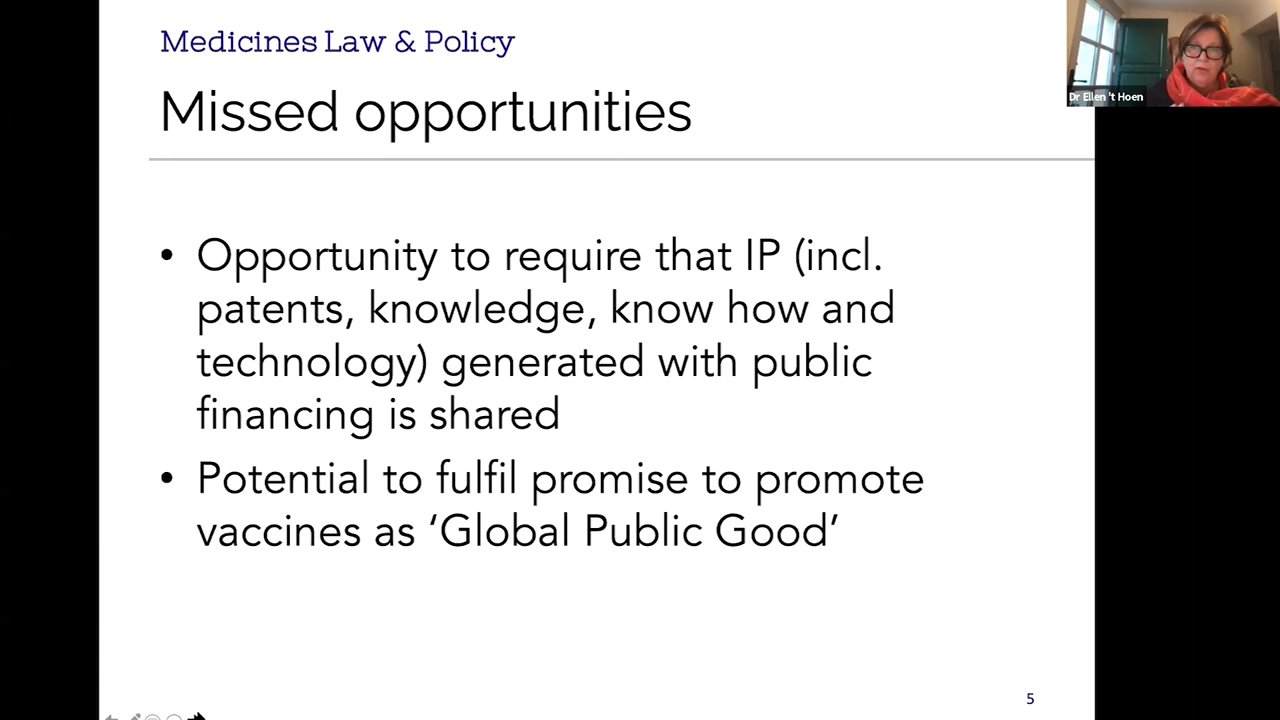 Medicines Law & Policy
Dr Ellen 't Hoen
Missed opportunities
• Opportunity to require that IP (incl.
patents, knowledge, know how and
technology) generated with public
financing is shared
• Potential to fulfil promise to promote
vaccines as ‘Global Public Good’
5